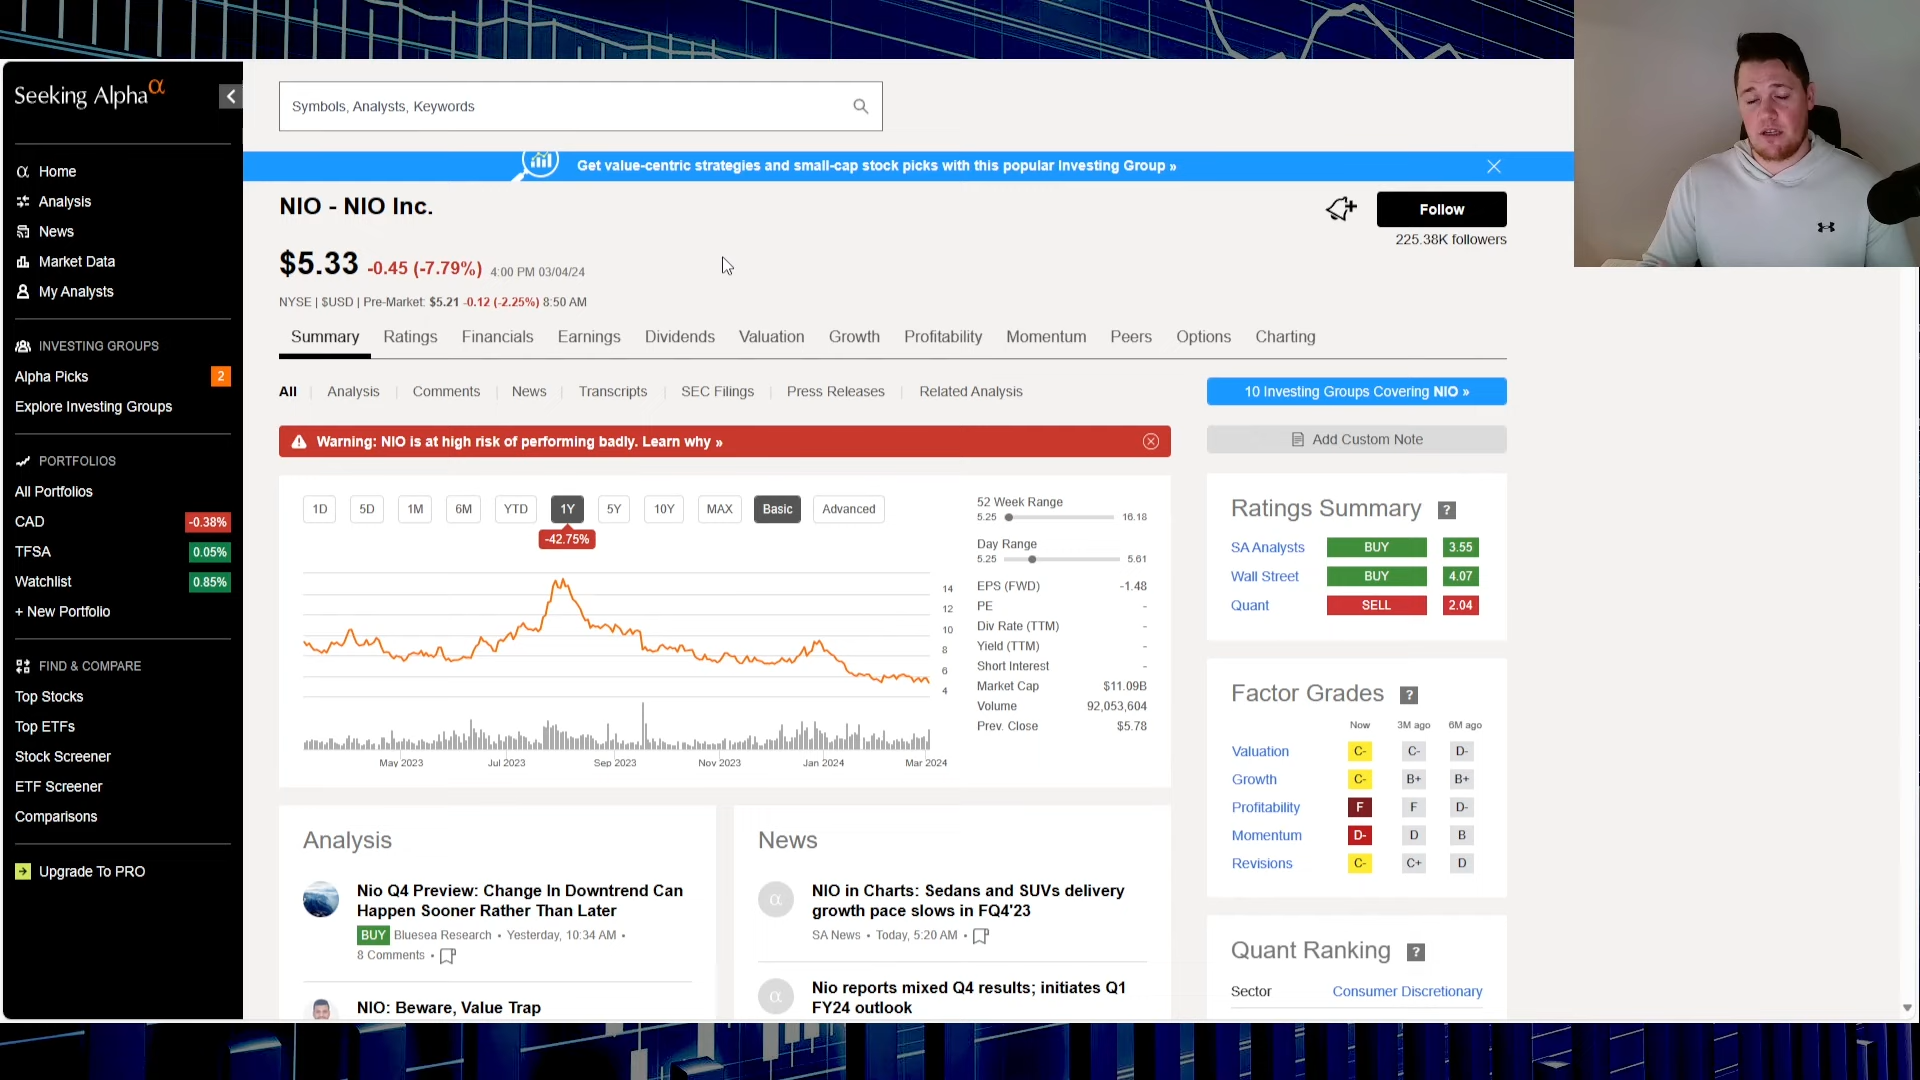 Seeking Alphaα
Home
Analysis
News
Market Data
My Analysts
INVESTING GROUPS
Alpha Picks 2
Explore Investing Groups
PORTFOLIOS
All Portfolios
CAD -0.38%
TFSA 0.05%
Watchlist 0.85%
+ New Portfolio
FIND & COMPARE
Top Stocks
Top ETFs
Stock Screener
ETF Screener
Comparisons
Upgrade To PRO
Symbols, Analysts, Keywords
Get value-centric strategies and small-cap stock picks with this popular Investing Group »
NIO - NIO Inc.
Follow
225.38K followers
$5.33 -0.45 (-7.79%) 4:00 PM 03/04/24
NYSE | $USD | Pre-Market: $5.21 -0.12 (-2.25%) 8:50 AM
Summary Ratings Financials Earnings Dividends Valuation Growth Profitability Momentum Peers Options Charting
All | Analysis | Comments | News | Transcripts | SEC Filings | Press Releases | Related Analysis
Warning: NIO is at high risk of performing badly. Learn why »
1D 5D 1M 6M YTD 1Y 5Y 10Y MAX Basic Advanced
-42.75%
14
12
10
8
6
4
May 2023 Jul 2023 Sep 2023 Nov 2023 Jan 2024 Mar 2024
52 Week Range
5.25 16.18
Day Range
5.25 5.61
EPS (FWD) -1.48
PE -
Div Rate (TTM) -
Yield (TTM) -
Short Interest -
Market Cap $11.09B
Volume 92,053,604
Prev. Close $5.78
Analysis
Nio Q4 Preview: Change In Downtrend Can
Happen Sooner Rather Than Later
BUY Bluesea Research • Yesterday, 10:34 AM •
8 Comments •
NIO: Beware, Value Trap
News
α
NIO in Charts: Sedans and SUVs delivery
growth pace slows in FQ4'23
SA News • Today, 5:20 AM •
α
Nio reports mixed Q4 results; initiates Q1
FY24 outlook
10 Investing Groups Covering NIO »
Add Custom Note
Ratings Summary ?
SA Analysts BUY 3.55
Wall Street BUY 4.07
Quant SELL 2.04
Factor Grades ?
Now 3M ago 6M ago
Valuation C- C- D-
Growth C- B+ B+
Profitability F F D-
Momentum D- D B
Revisions C- C+ D
Quant Ranking ?
Sector Consumer Discretionary